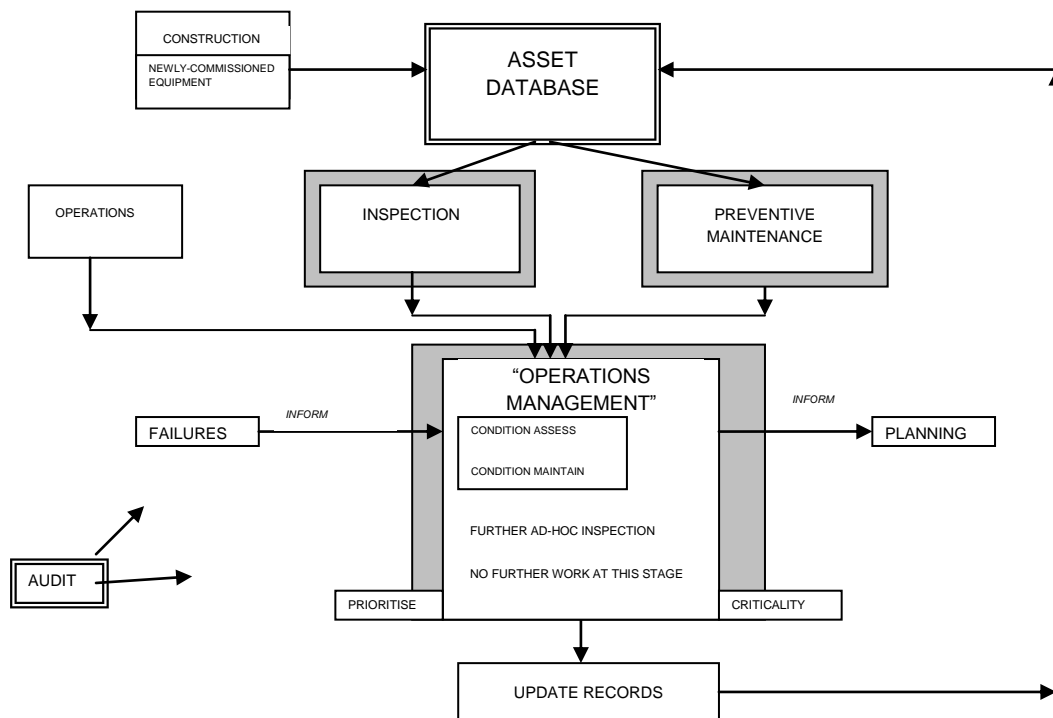 CONSTRUCTION
NEWLY-COMMISSIONED
EQUIPMENT
ASSET
DATABASE
OPERATIONS
INSPECTION
PREVENTIVE
MAINTENANCE
“OPERATIONS
MANAGEMENT”
INFORM
INFORM
FAILURES
CONDITION ASSESS
PLANNING
CONDITION MAINTAIN
FURTHER AD-HOC INSPECTION
AUDIT
NO FURTHER WORK AT THIS STAGE
PRIORITISE
CRITICALITY
UPDATE RECORDS